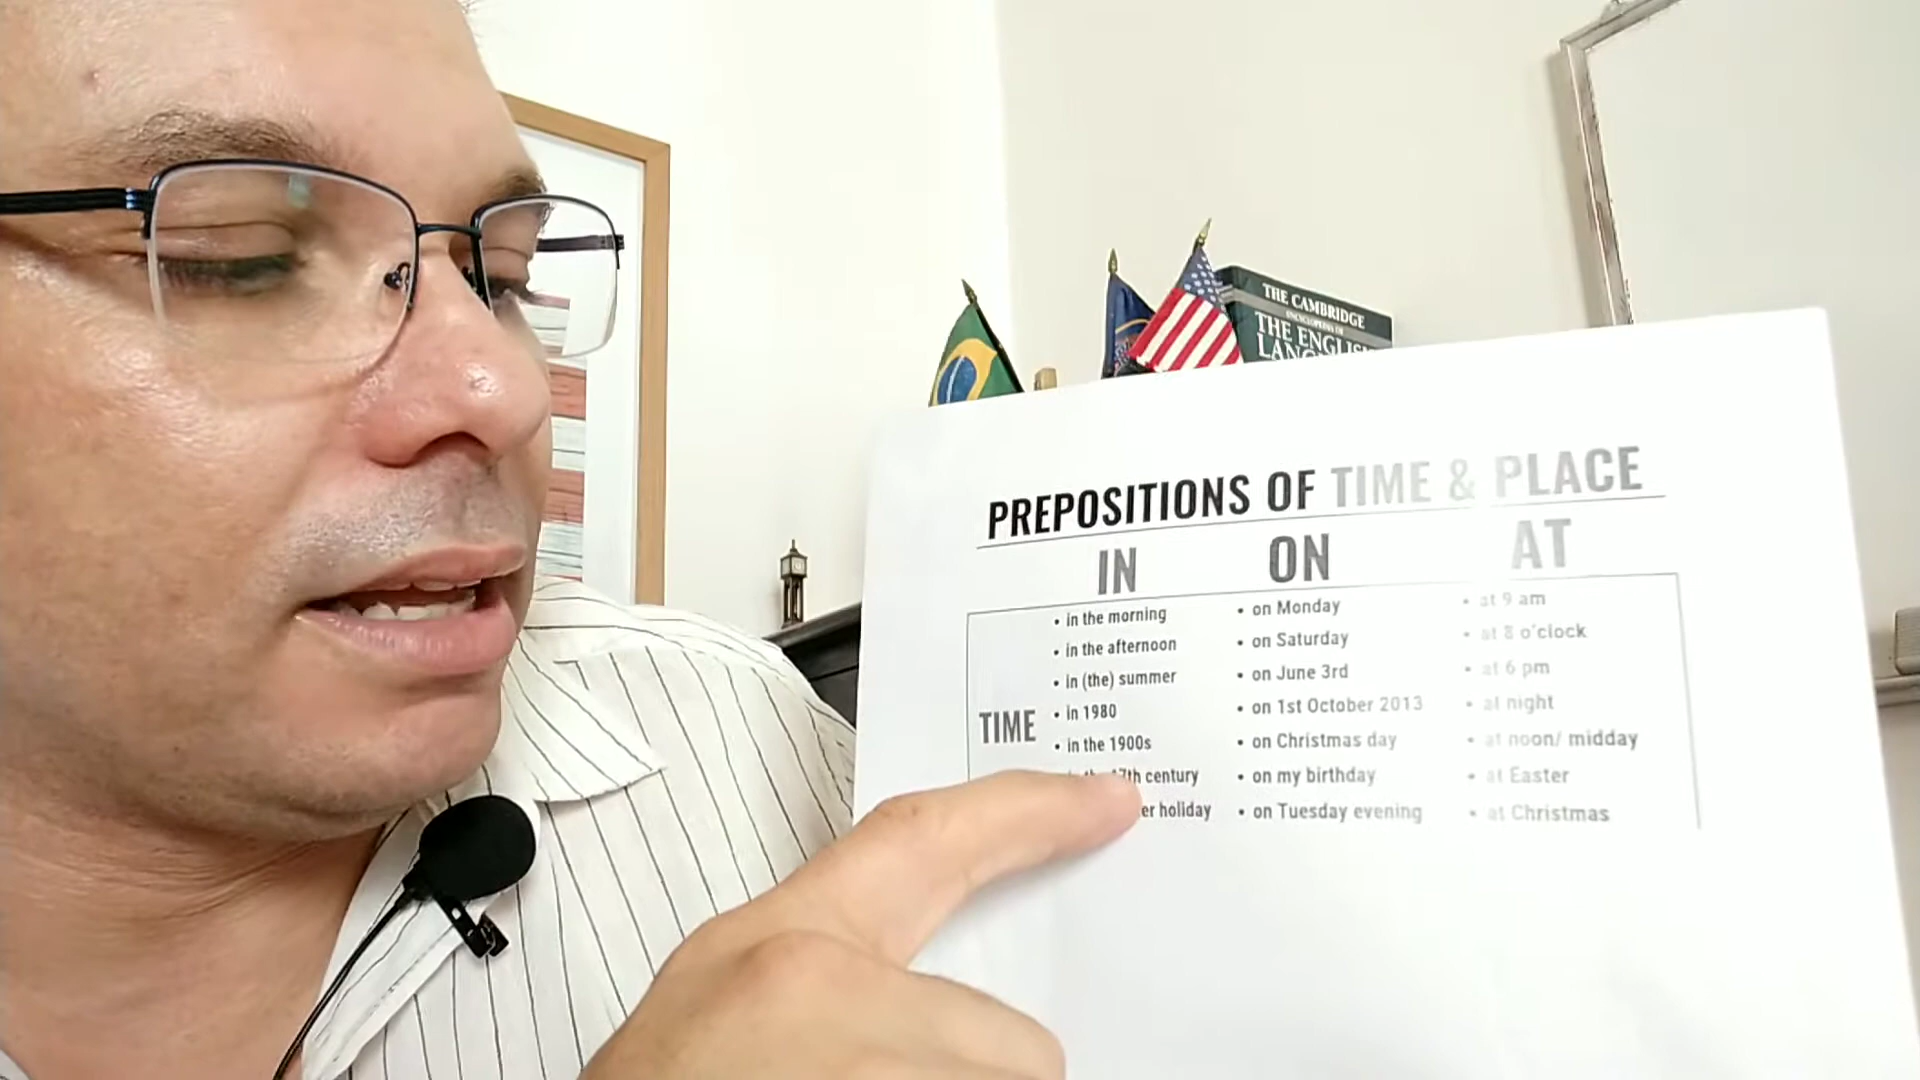 THE CAMBRIDGE
ENCYCLOPEDIA OF
THE ENGLISH
PREPOSITIONS OF TIME & PLACE
IN ON AT
TIME
• in the morning
• in the afternoon
• in (the) summer
• in 1980
• in the 1900s
century
holiday
• on Monday
• on Saturday
• on June 3rd
• on 1st October 2013
• on Christmas day
• on my birthday
• on Tuesday evening
• at 9 am
• at 8 o'clock
• at 6 pm
• at night
• at noon/ midday
• at Easter
• at Christmas